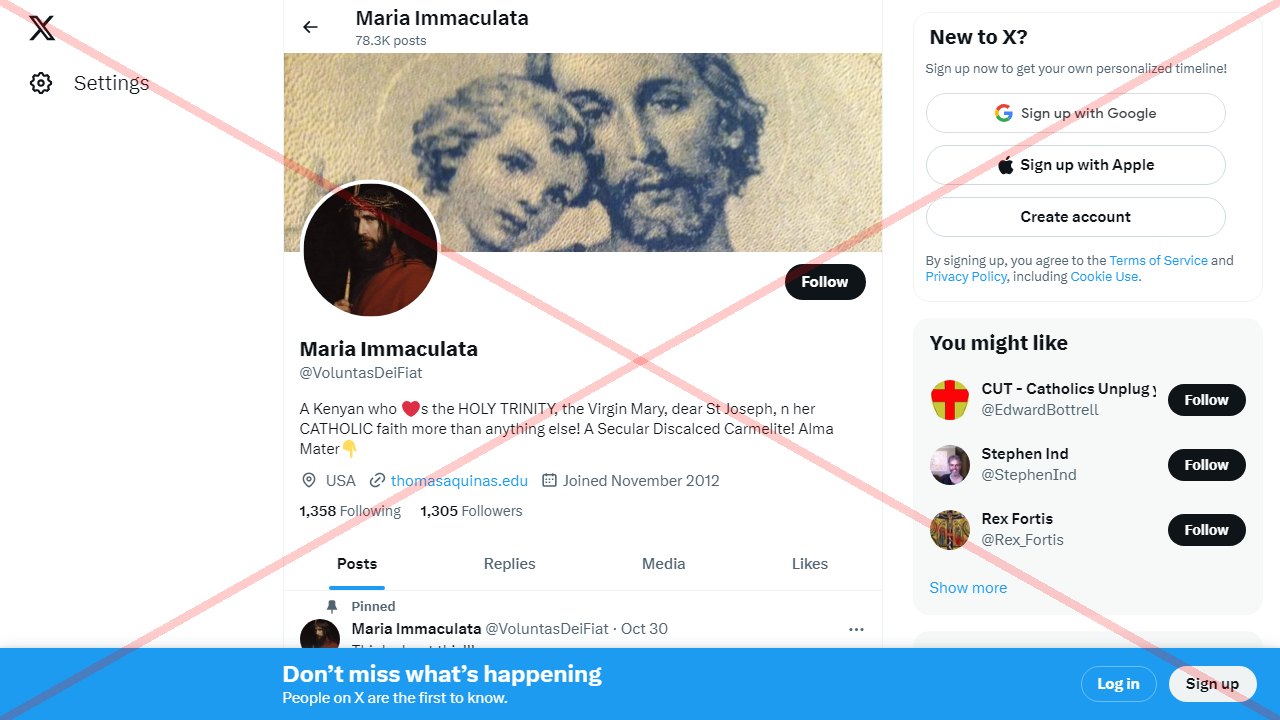 Settings
Maria Immaculata
78.3K posts
Follow
Maria Immaculata
@VoluntasDeiFiat
A Kenyan who ❤️s the HOLY TRINITY, the Virgin Mary, dear St Joseph, n her
CATHOLIC faith more than anything else! A Secular Discalced Carmelite! Alma
Mater👇
USA thomasaquinas.edu Joined November 2012
1,358 Following 1,305 Followers
Posts Replies Media Likes
Pinned
Maria Immaculata @VoluntasDeiFiat · Oct 30
New to X?
Sign up now to get your own personalized timeline!
Sign up with Google
Sign up with Apple
Create account
By signing up, you agree to the Terms of Service and
Privacy Policy, including Cookie Use.
You might like
CUT - Catholics Unplug
@EdwardBottrell
Follow
Stephen Ind
@StephenInd
Follow
Rex Fortis
@Rex_Fortis
Follow
Show more
Don’t miss what’s happening
People on X are the first to know.
Log in
Sign up